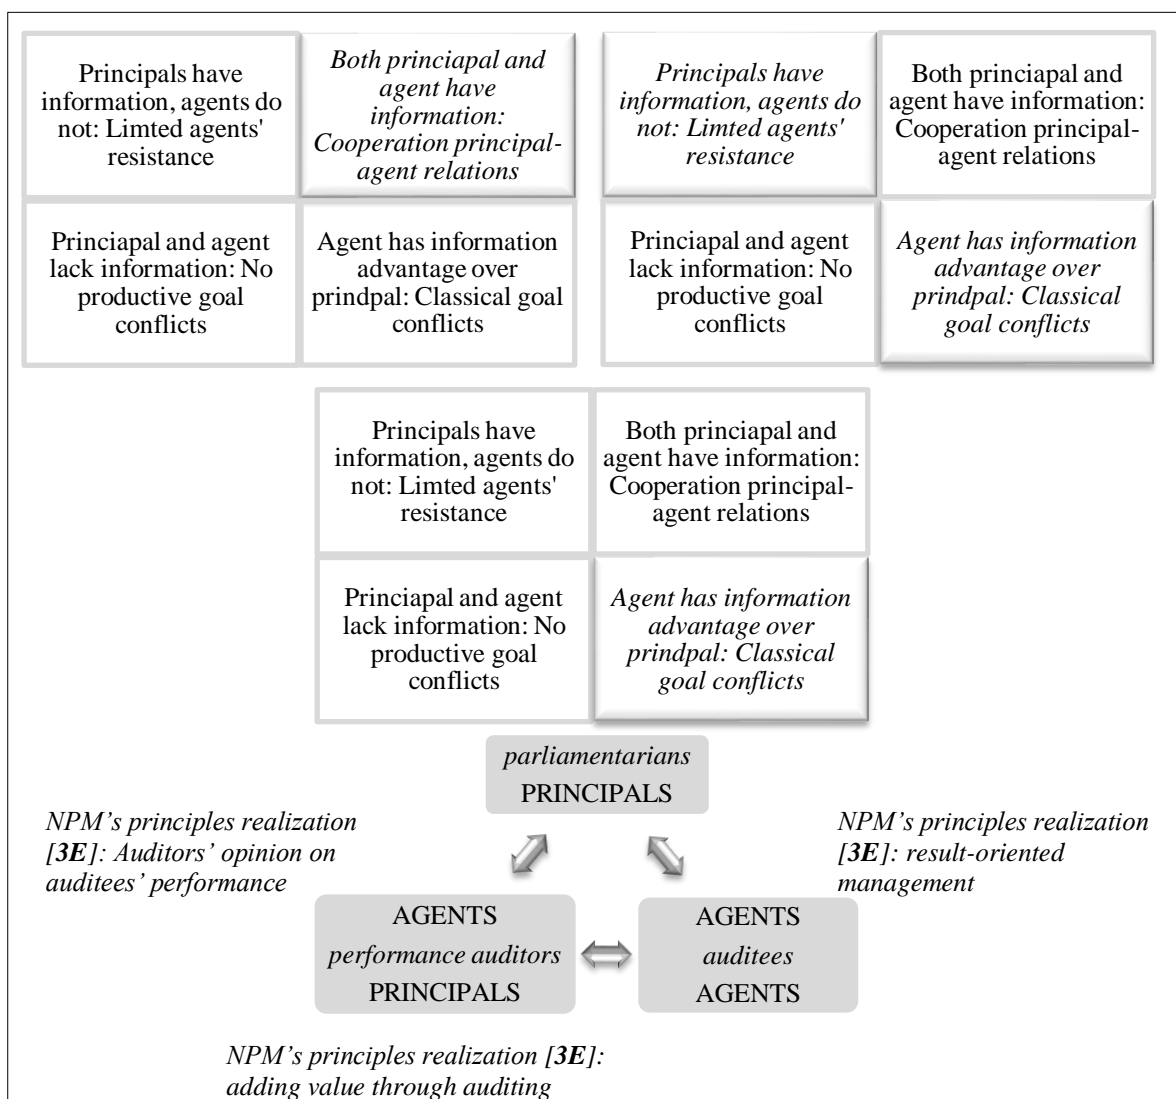 Principals have
information, agents do
not: Limted agents'
resistance
Both princiapal and
agent have
information:
Cooperation principal-
agent relations
Principals have
information, agents do
not: Limted agents'
resistance
Both princiapal and
agent have information:
Cooperation principal-
agent relations
Princiapal and agent
lack information: No
productive goal
conflicts
Agent has information
advantage over
prindpal: Classical goal
conflicts
Princiapal and agent
lack information: No
productive goal
conflicts
Agent has information
advantage over
prindpal: Classical
goal conflicts
Principals have
information, agents do
not: Limted agents'
resistance
Both princiapal and
agent have information:
Cooperation principal-
agent relations
Princiapal and agent
lack information: No
productive goal
conflicts
Agent has information
advantage over
prindpal: Classical
goal conflicts
parliamentarians
PRINCIPALS
NPM’s principles realization
[3E]: Auditors’ opinion on
auditees’ performance
NPM’s principles realization
[3E]: result-oriented
management
AGENTS
performance auditors
PRINCIPALS
AGENTS
auditees
AGENTS
NPM’s principles realization [3E]:
adding value through auditing